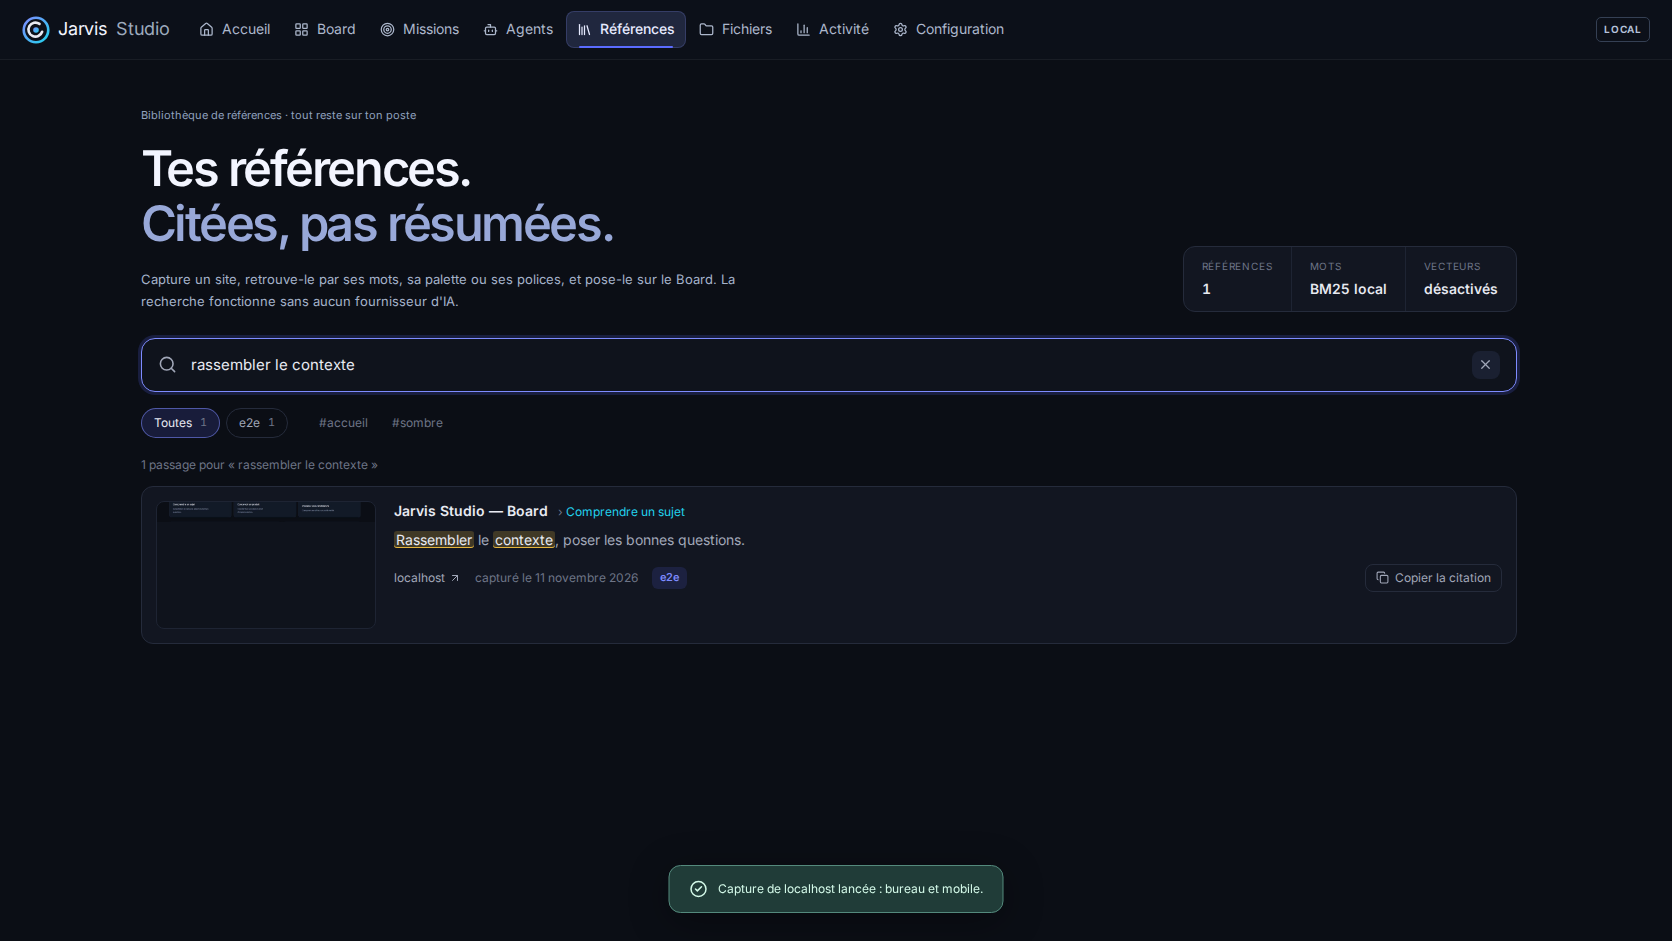 Jarvis Studio
Accueil
Board
Missions
Agents
Références
Fichiers
Activité
Configuration
LOCAL
Bibliothèque de références · tout reste sur ton poste
Tes références.
Citées, pas résumées.
Capture un site, retrouve-le par ses mots, sa palette ou ses polices, et pose-le sur le Board. La
recherche fonctionne sans aucun fournisseur d'IA.
RÉFÉRENCES
1
MOTS
BM25 local
VECTEURS
désactivés
rassembler le contexte
Toutes 1
e2e 1
#accueil
#sombre
1 passage pour « rassembler le contexte »
Jarvis Studio — Board › Comprendre un sujet
Rassembler le contexte, poser les bonnes questions.
localhost
capturé le 11 novembre 2026
e2e
Copier la citation
Capture de localhost lancée : bureau et mobile.